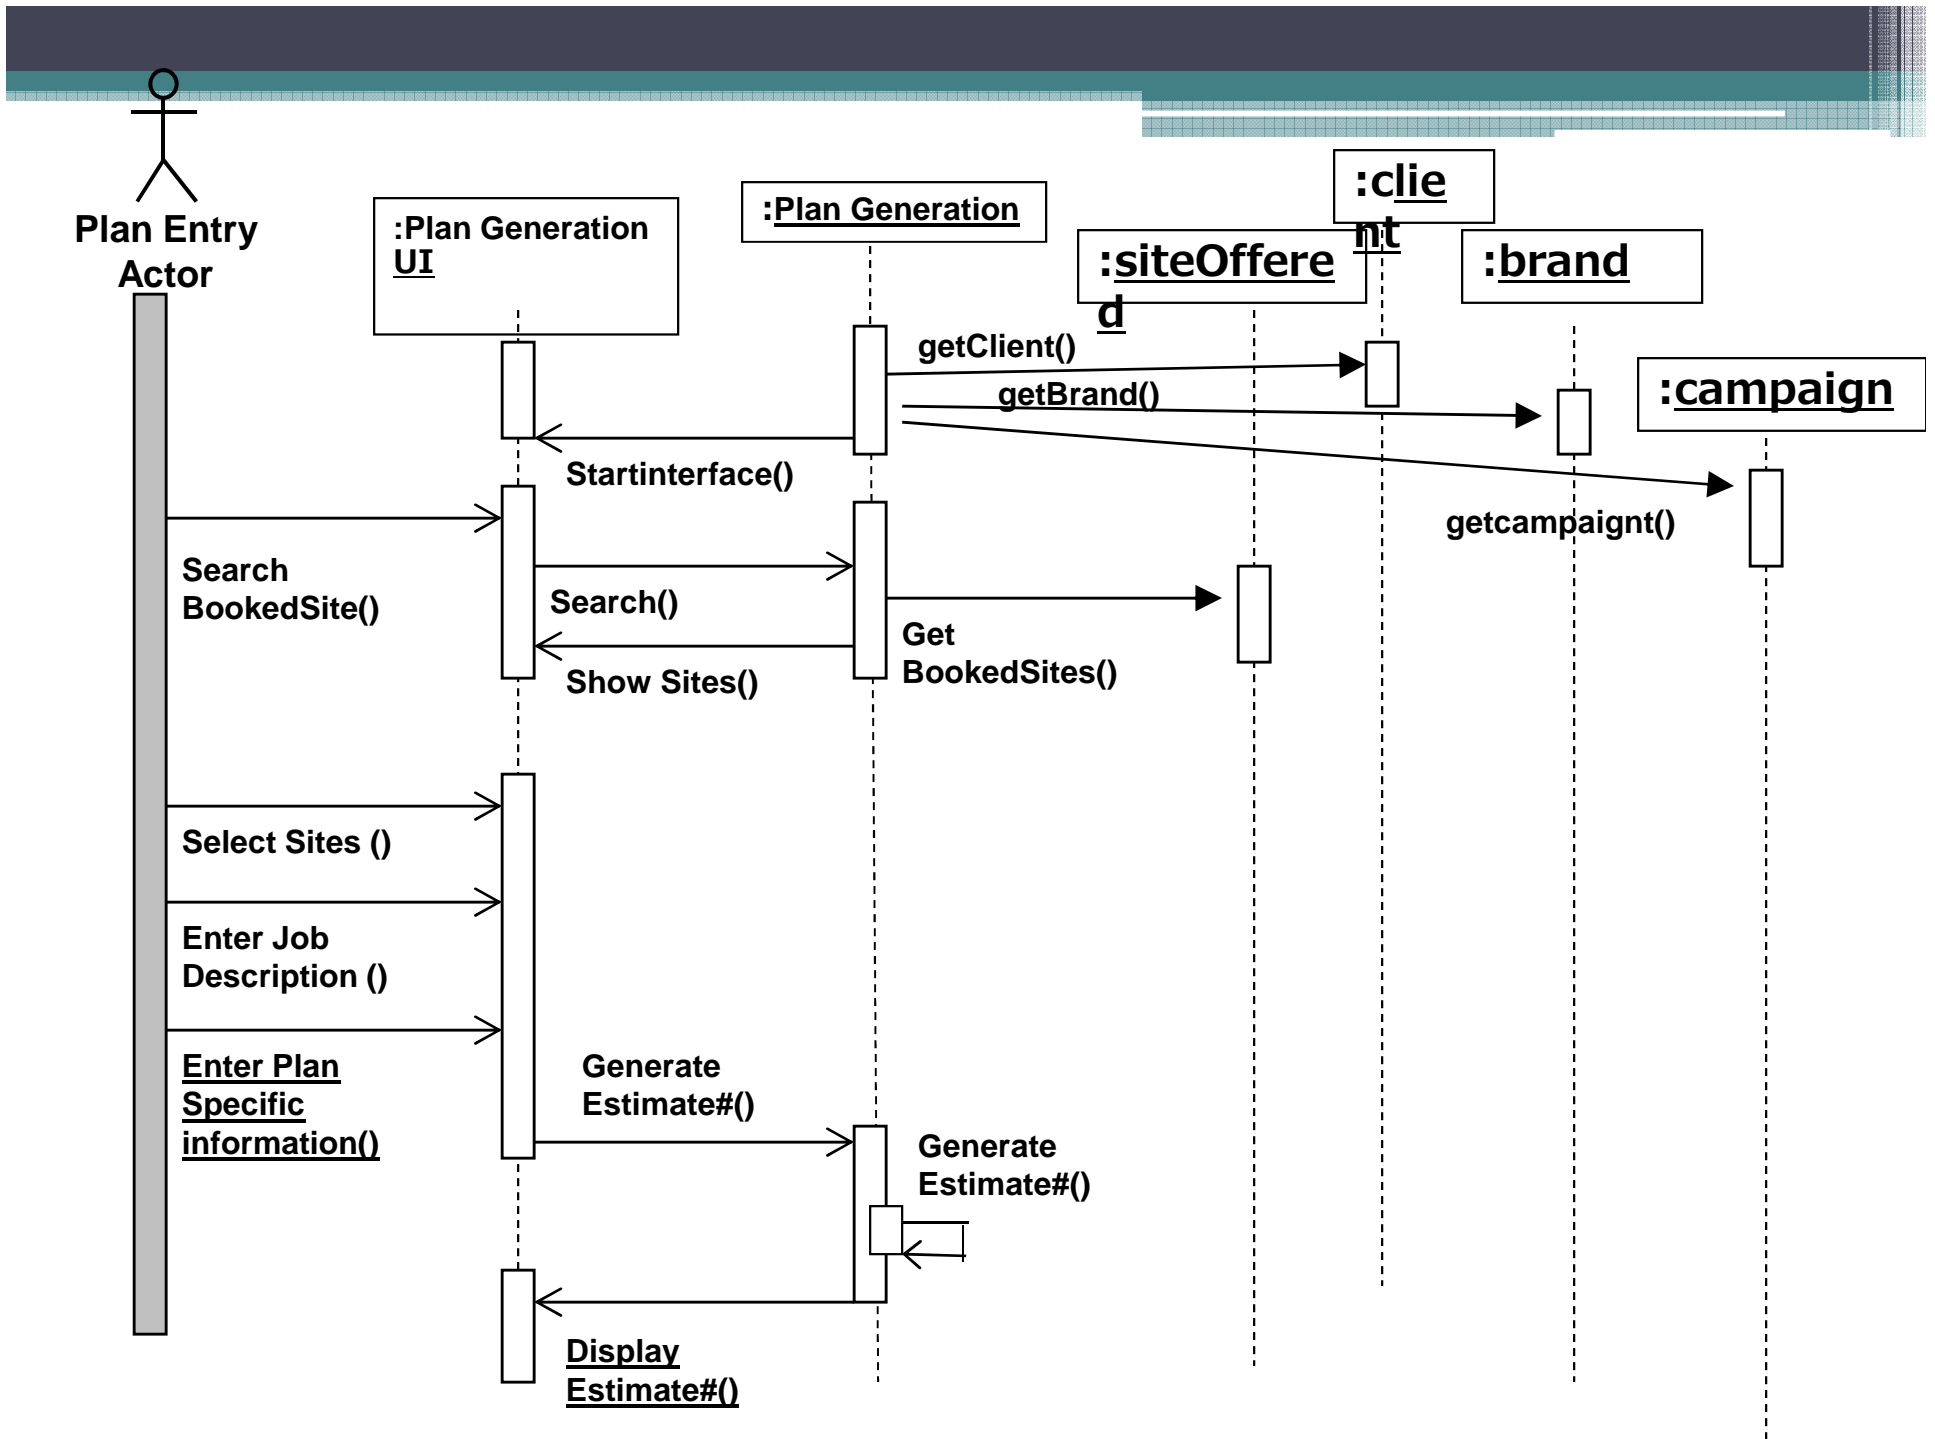 :clie
nt
Plan Entry
Actor
:Plan Generation
UI
:Plan Generation
:siteOffere
d
:brand
:campaign
getClient()
getBrand()
Startinterface()
getcampaignt()
Search
BookedSite()
Search()
Get
BookedSites()
Show Sites()
Select Sites ()
Enter Job
Description ()
Enter Plan
Specific
information()
Generate
Estimate#()
Generate
Estimate#()
Display
Estimate#()